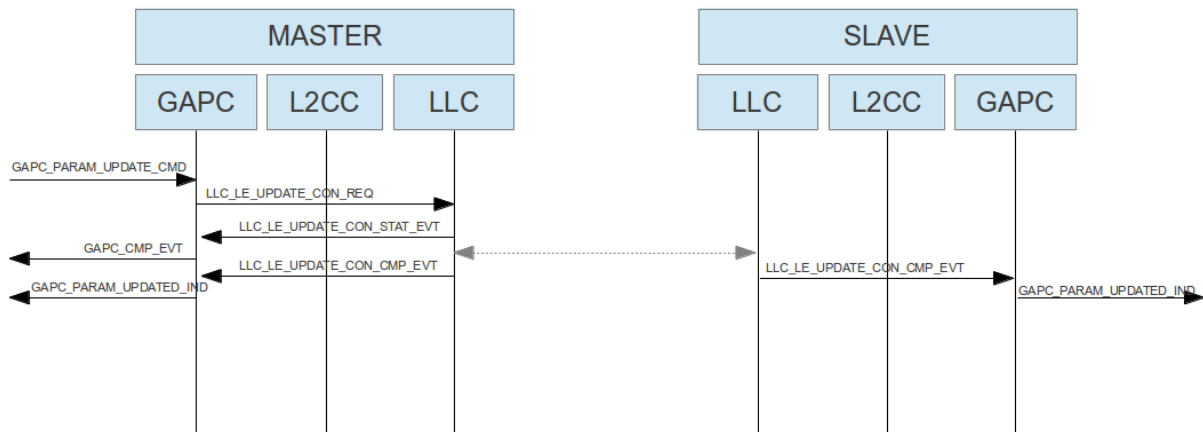 MASTER
SLAVE
GAPC
L2CC
LLC
LLC
L2CC
GAPC
GAPC_PARAM_UPDATE_CMD
LLC_LE_UPDATE_CON_REQ
LLC_LE_UPDATE_CON_STAT_EVT
GAPC_CMP_EVT
LLC_LE_UPDATE_CON_CMP_EVT
LLC_LE_UPDATE_CON_CMP_EVT
GAPC_PARAM_UPDATED_IND
GAPC_PARAM_UPDATED_IND